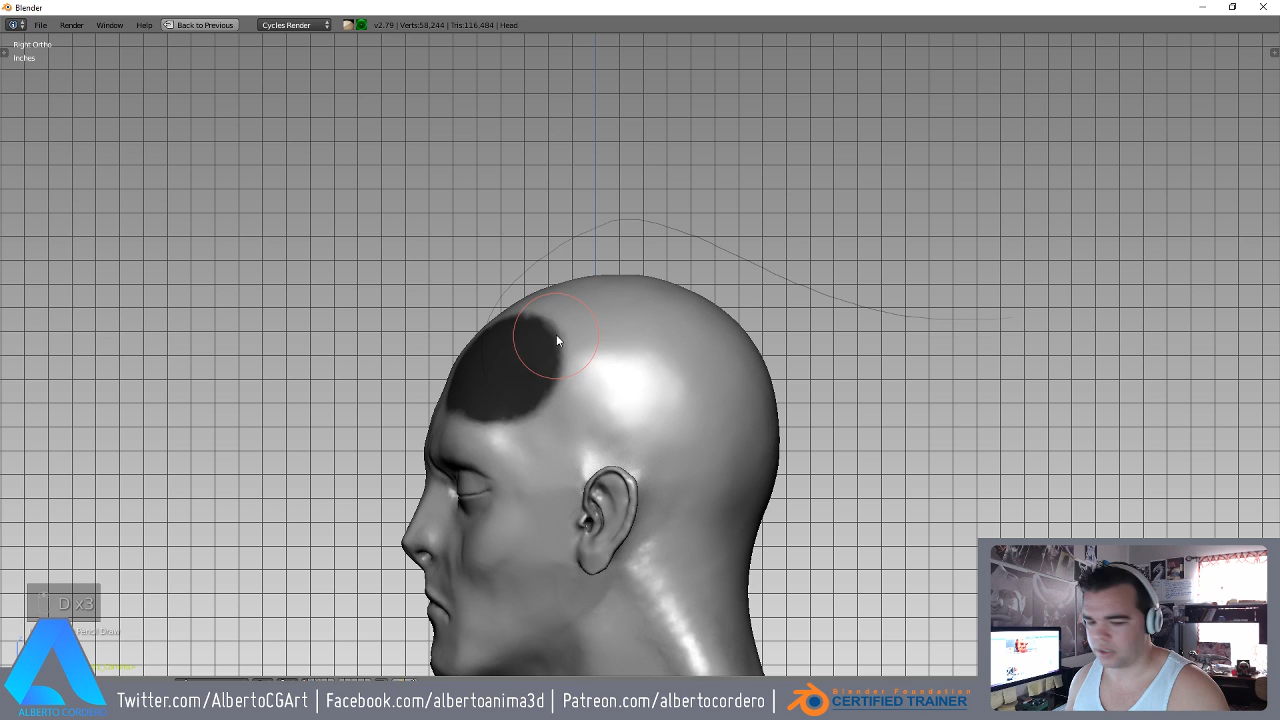 Blender
File Render Window Help Back to Previous Cycles Render v2.79 | Verts:58,244 | Tris:116,484 | Head
Right Ortho
Inches
D x3
Pencil Draw
ALBERTO CORDERO
Twitter.com/AlbertoCGArt | Facebook.com/albertoanima3d | Patreon.com/albertocordero |
Blender Foundation
CERTIFIED TRAINER